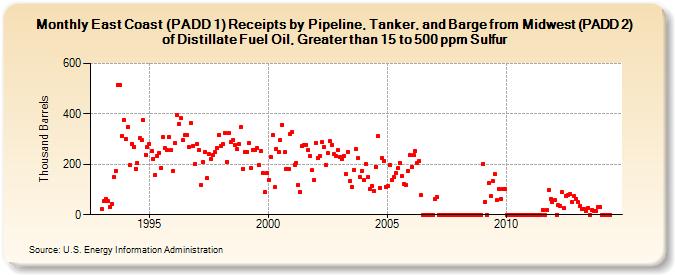 Monthly East Coast (PADD 1) Receipts by Pipeline, Tanker, and Barge from Midwest (PADD 2)
of Distillate Fuel Oil, Greater than 15 to 500 ppm Sulfur
Thousand Barrels
600
400
200
0
1995 2000 2005 2010
Source: U.S. Energy Information Administration